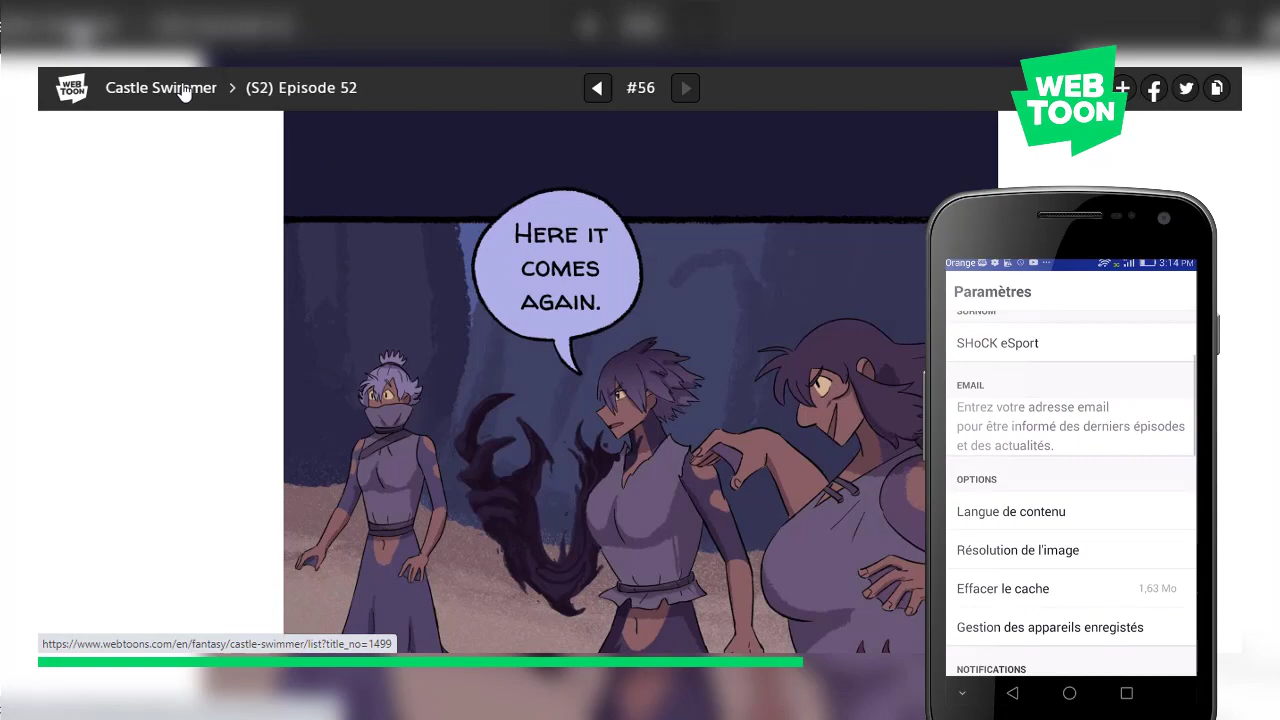 WEB
TOON
Castle Swimmer > (S2) Episode 52
#56
WEB
TOON
HERE IT
COMES
AGAIN.
Orange
3:14 PM
Paramètres
SURNOM
SHoCK eSport
EMAIL
Entrez votre adresse email
pour être informé des derniers épisodes
et des actualités.
OPTIONS
Langue de contenu
Résolution de l'image
Effacer le cache
1,63 Mo
Gestion des appareils enregistés
NOTIFICATIONS
https://www.webtoons.com/en/fantasy/castle-swimmer/list?title_no=1499